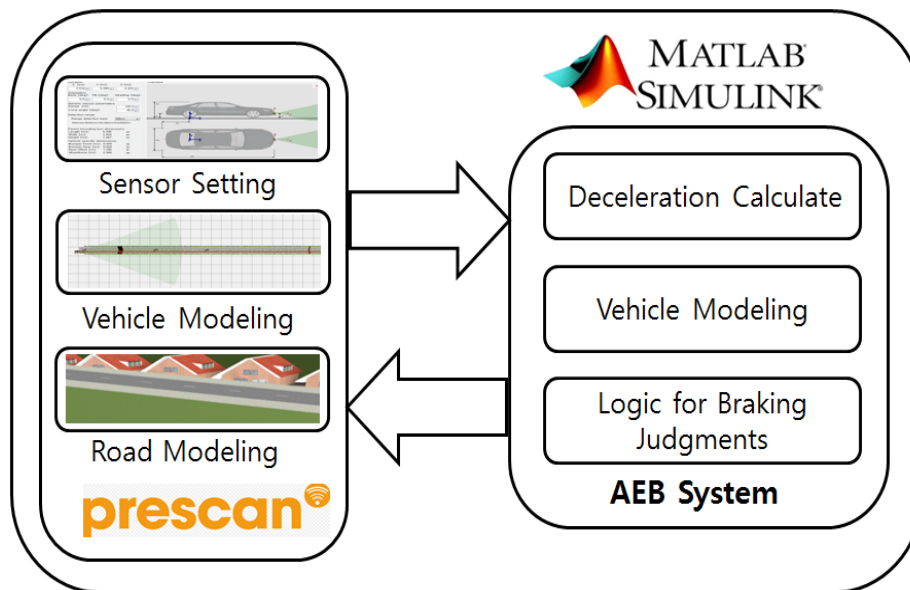 Sensor Setting
Vehicle Modeling
Road Modeling
prescan
MATLAB®
SIMULINK®
Deceleration Calculate
Vehicle Modeling
Logic for Braking
Judgments
AEB System